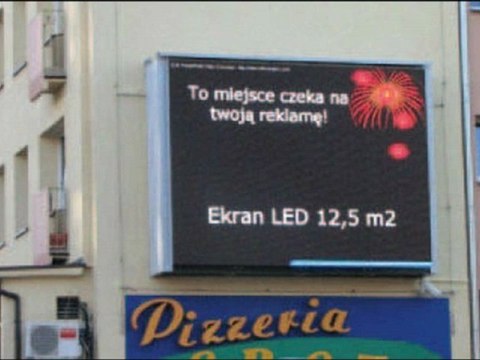 To miejsce czeka na
twoją reklamę!
Ekran LED 12,5 m2
Pizzeria